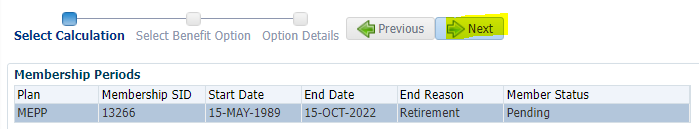 Select Calculation Select Benefit Option Option Details Previous Next
Membership Periods
Plan Membership SID Start Date End Date End Reason Member Status
MEPP 13266 15-MAY-1989 15-OCT-2022 Retirement Pending